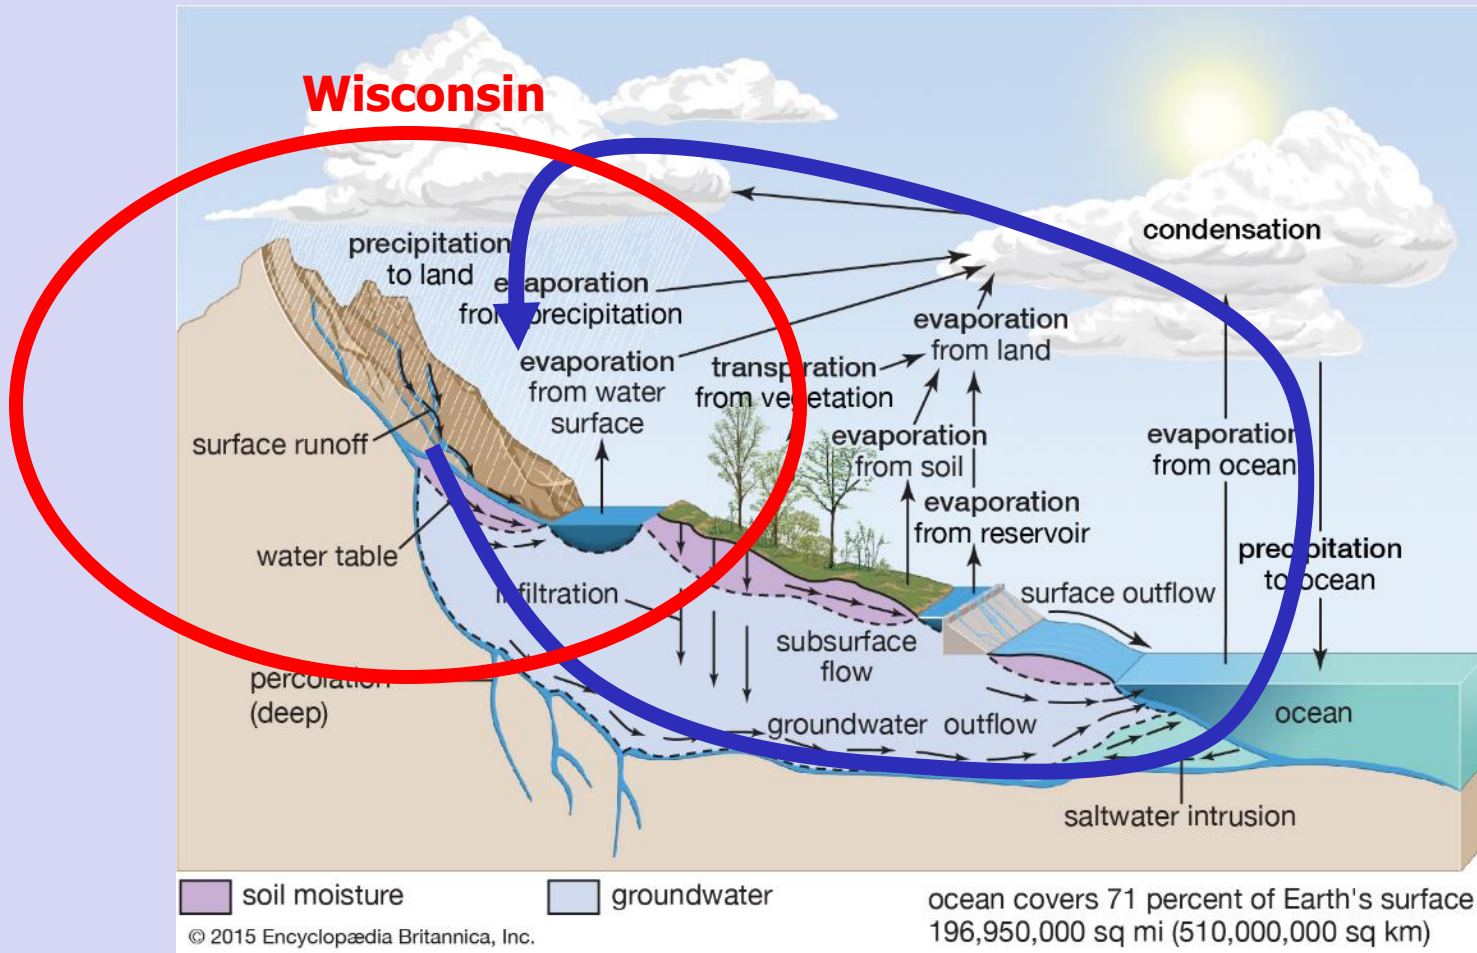 Wisconsin
precipitation
to land
condensation
evaporation
from precipitation
evaporation
from land
evaporation
from water
surface
transpiration
from vegetation
surface runoff
evaporation
from soil
evaporation
from ocean
evaporation
from reservoir
water table
precipitation
to ocean
infiltration
surface outflow
subsurface
flow
percolation
(deep)
groundwater outflow
ocean
saltwater intrusion
soil moisture
groundwater
ocean covers 71 percent of Earth's surface
196,950,000 sq mi (510,000,000 sq km)
© 2015 Encyclopædia Britannica, Inc.